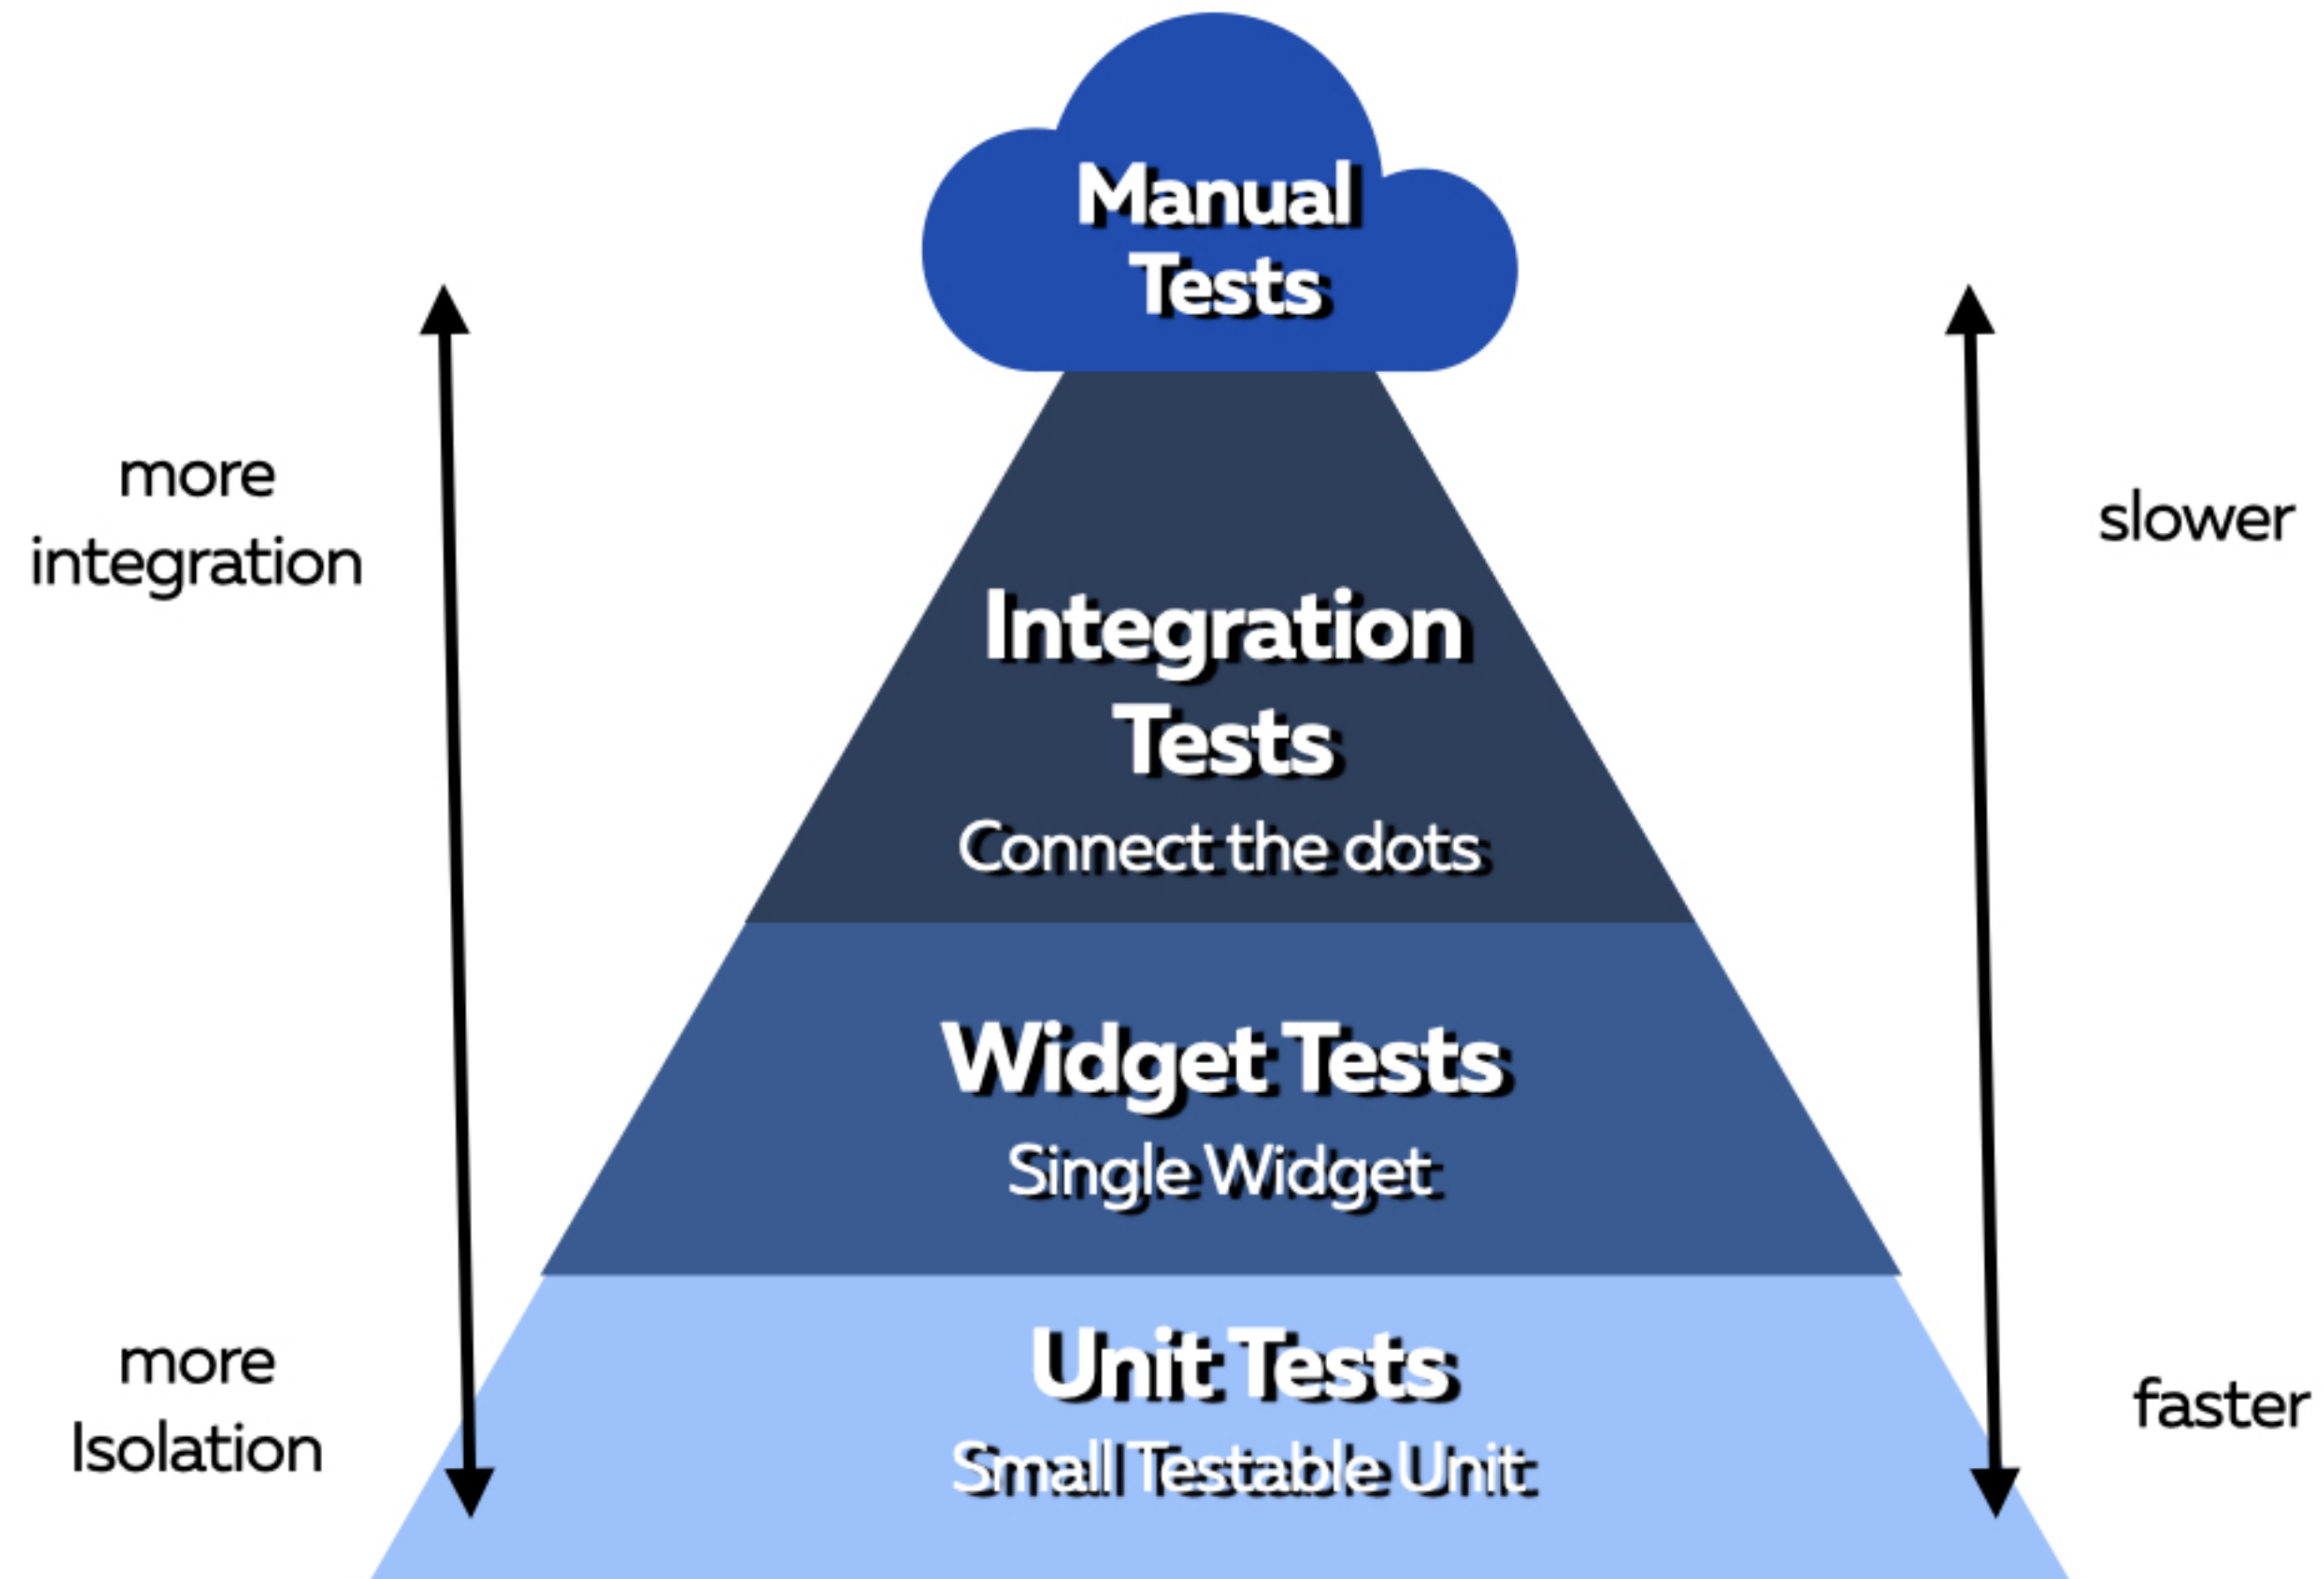 Manual
Tests
more
integration
slower
Integration
Tests
Connect the dots
Widget Tests
Single Widget
more
Isolation
Unit Tests
Small Testable Unit
faster